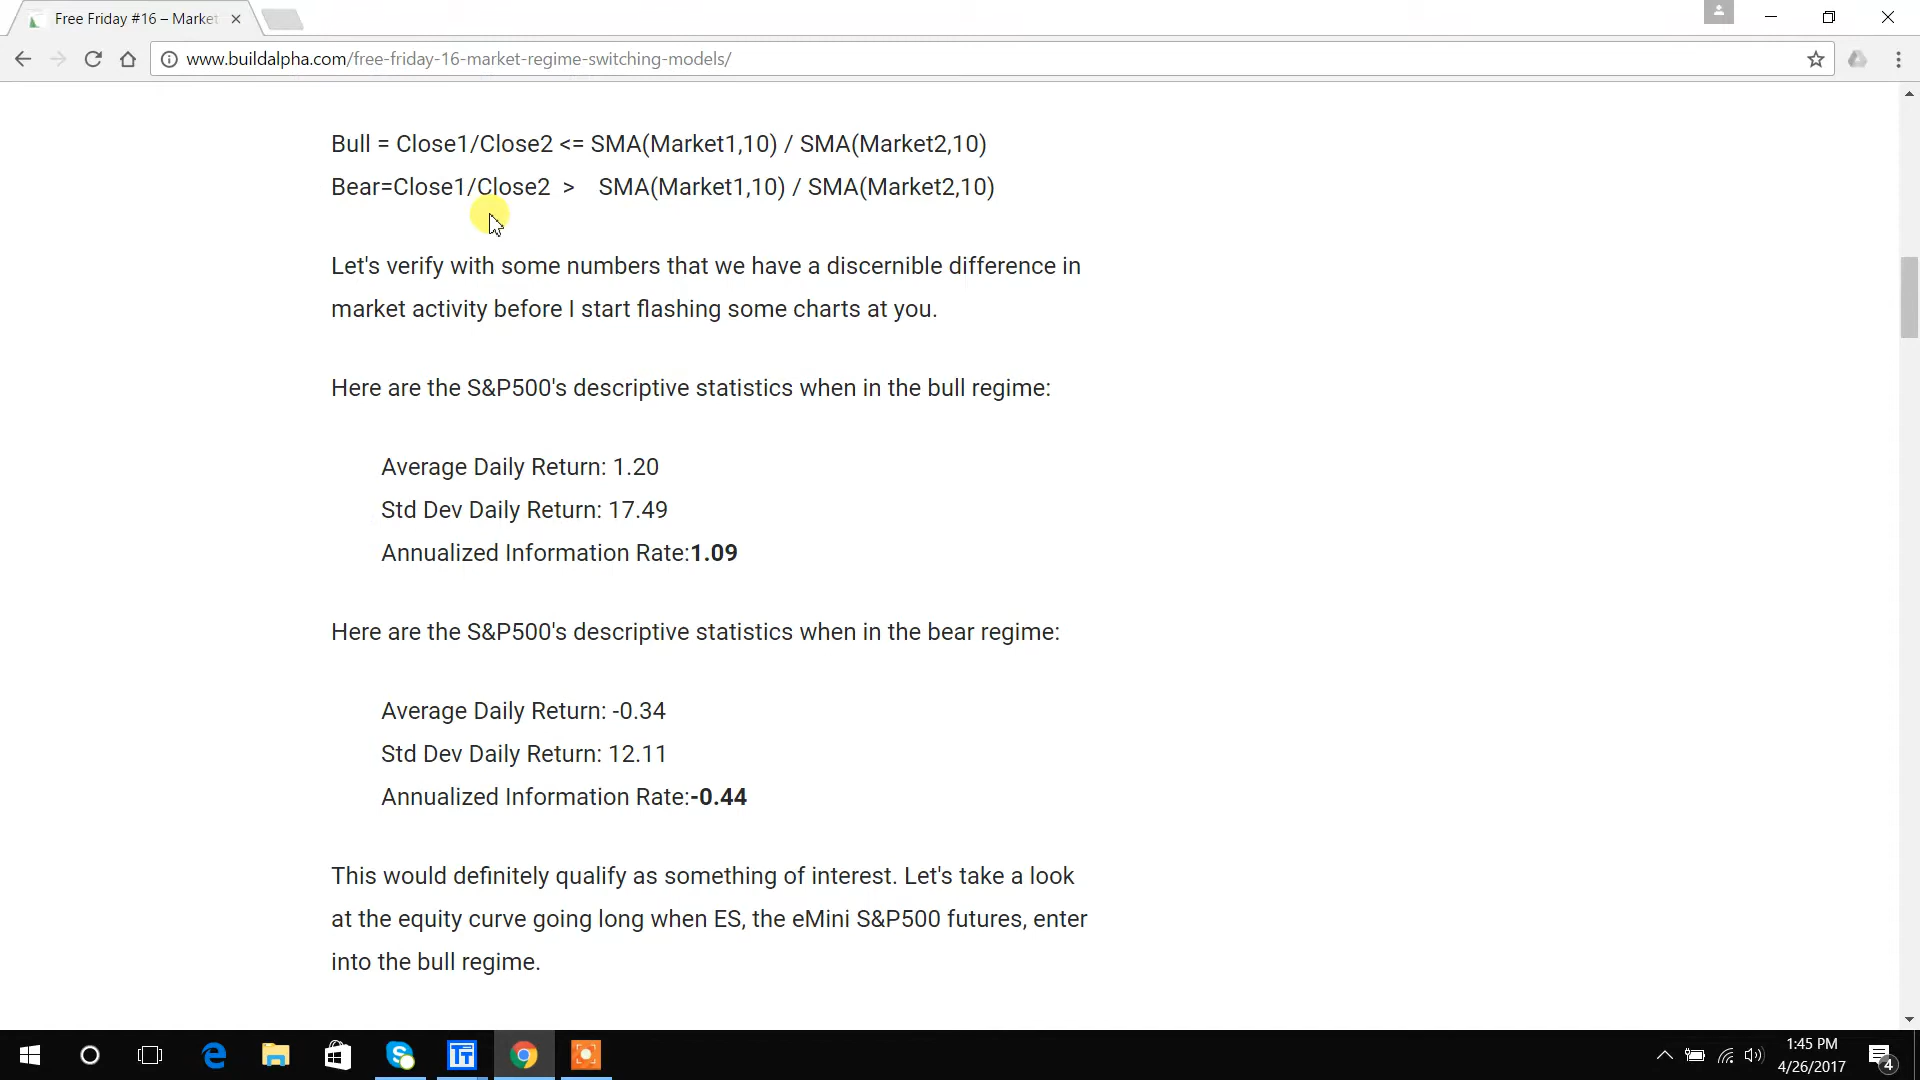 Free Friday #16 – Market
www.buildalpha.com/free-friday-16-market-regime-switching-models/
Bull = Close1/Close2 <= SMA(Market1,10) / SMA(Market2,10)
Bear=Close1/Close2 > SMA(Market1,10) / SMA(Market2,10)
Let's verify with some numbers that we have a discernible difference in
market activity before I start flashing some charts at you.
Here are the S&P500's descriptive statistics when in the bull regime:
Average Daily Return: 1.20
Std Dev Daily Return: 17.49
Annualized Information Rate:1.09
Here are the S&P500's descriptive statistics when in the bear regime:
Average Daily Return: -0.34
Std Dev Daily Return: 12.11
Annualized Information Rate:-0.44
This would definitely qualify as something of interest. Let's take a look
at the equity curve going long when ES, the eMini S&P500 futures, enter
into the bull regime.
1:45 PM
4/26/2017
4